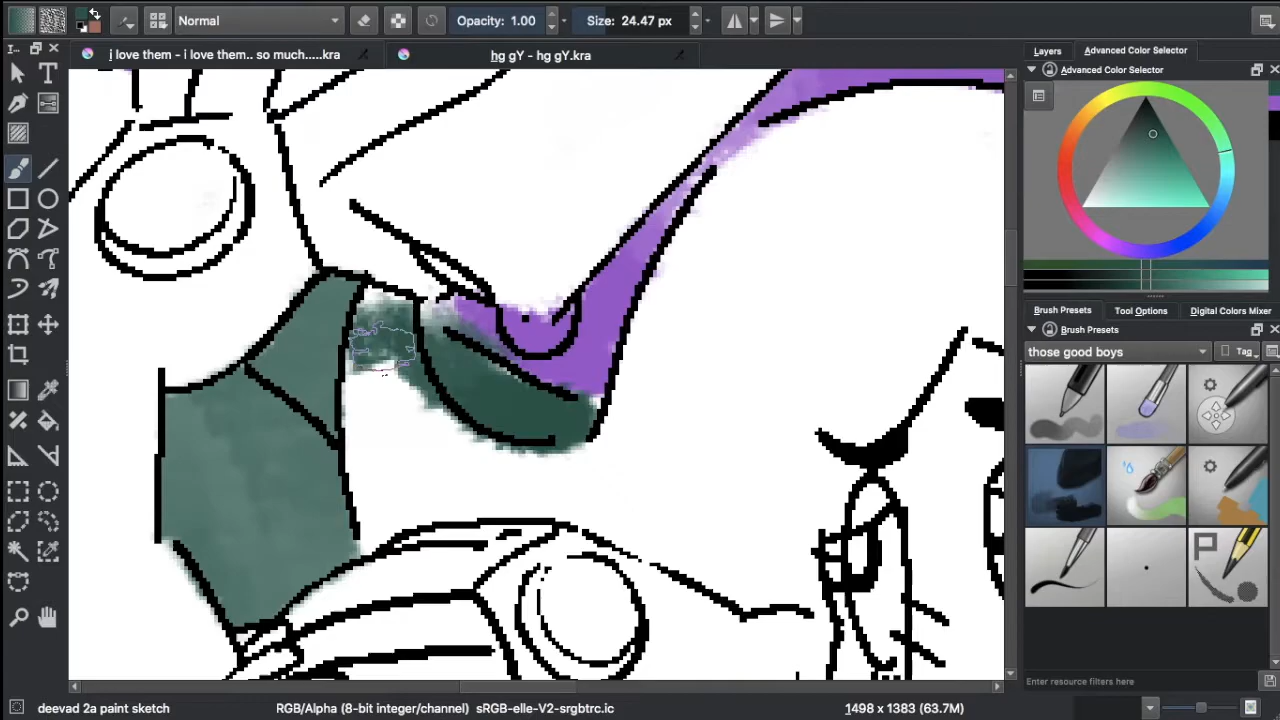 Normal
Opacity: 1.00
Size: 24.47 px
i love them - i love them.. so much.....kra
hg gY - hg gY.kra
Layers
Advanced Color Selector
Advanced Color Selector
Brush Presets
Tool Options
Digital Colors Mixer
Brush Presets
those good boys
Tag
Enter resource filters here
deevad 2a paint sketch
RGB/Alpha (8-bit integer/channel) sRGB-elle-V2-srgbtrc.ic
1498 x 1383 (63.7M)